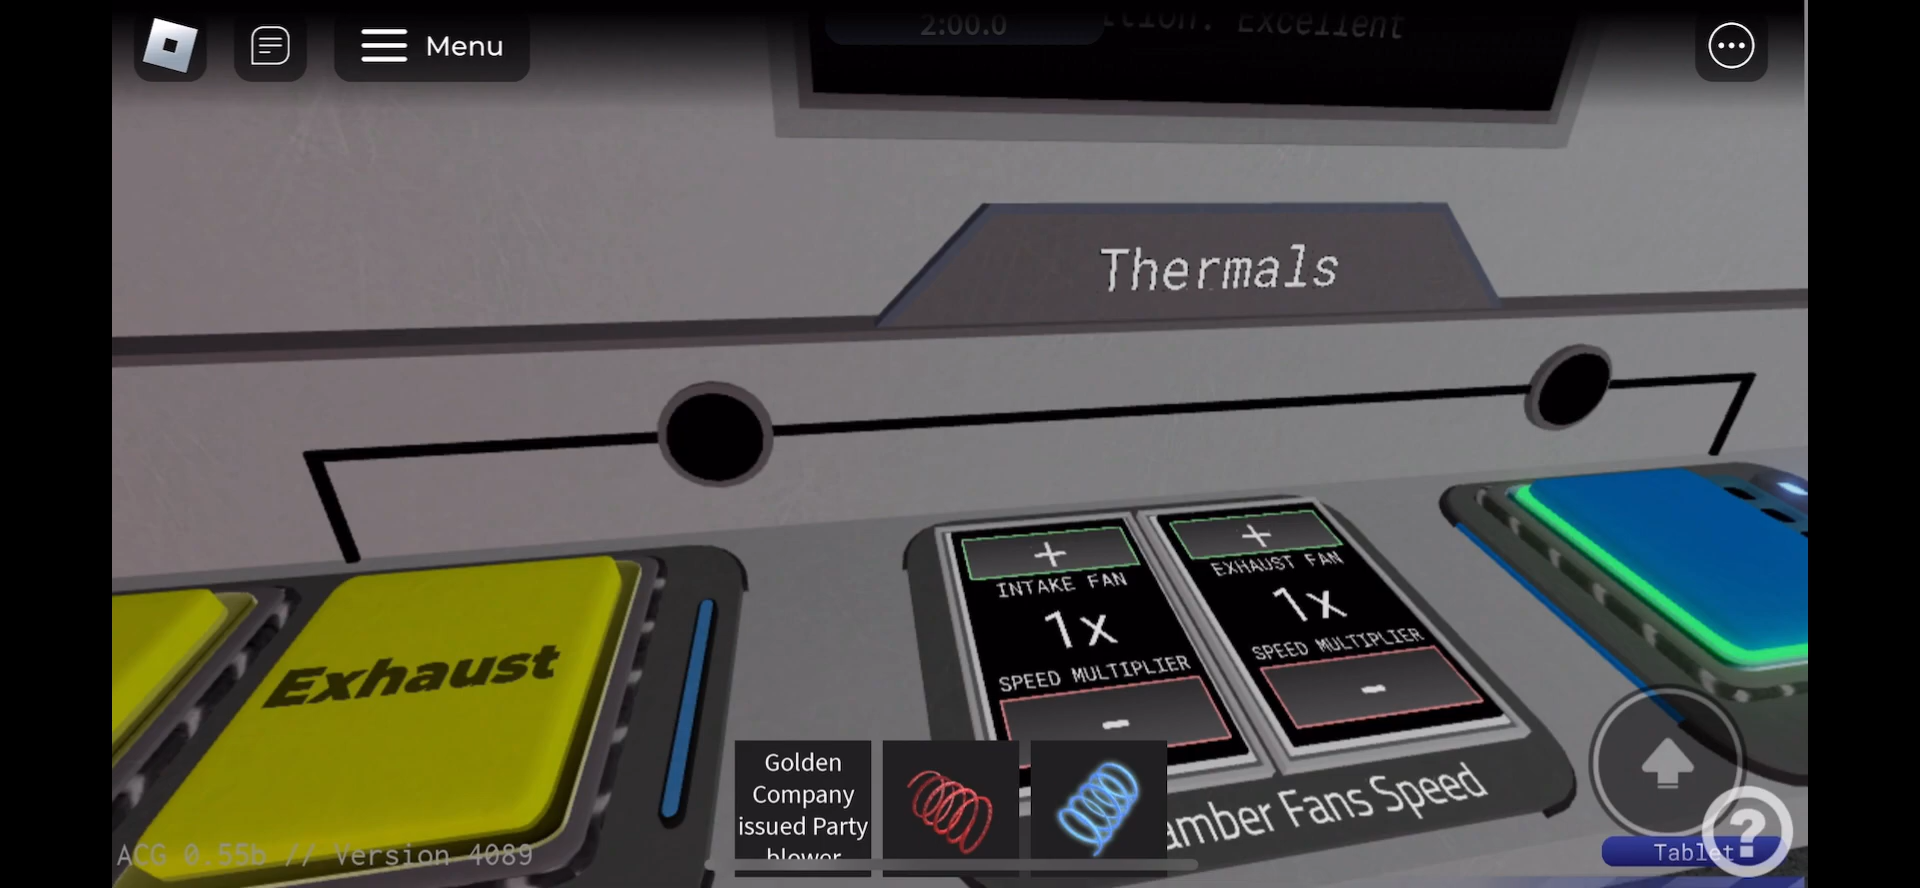 2:00.0
Excellent
Menu
Thermals
+
INTAKE FAN
1x
SPEED MULTIPLIER
-
+
EXHAUST FAN
1x
SPEED MULTIPLIER
-
Exhaust
Golden
Company
issued Party
blower
amber Fans Speed
ACG 0.55b // Version 4089
?
Tablet